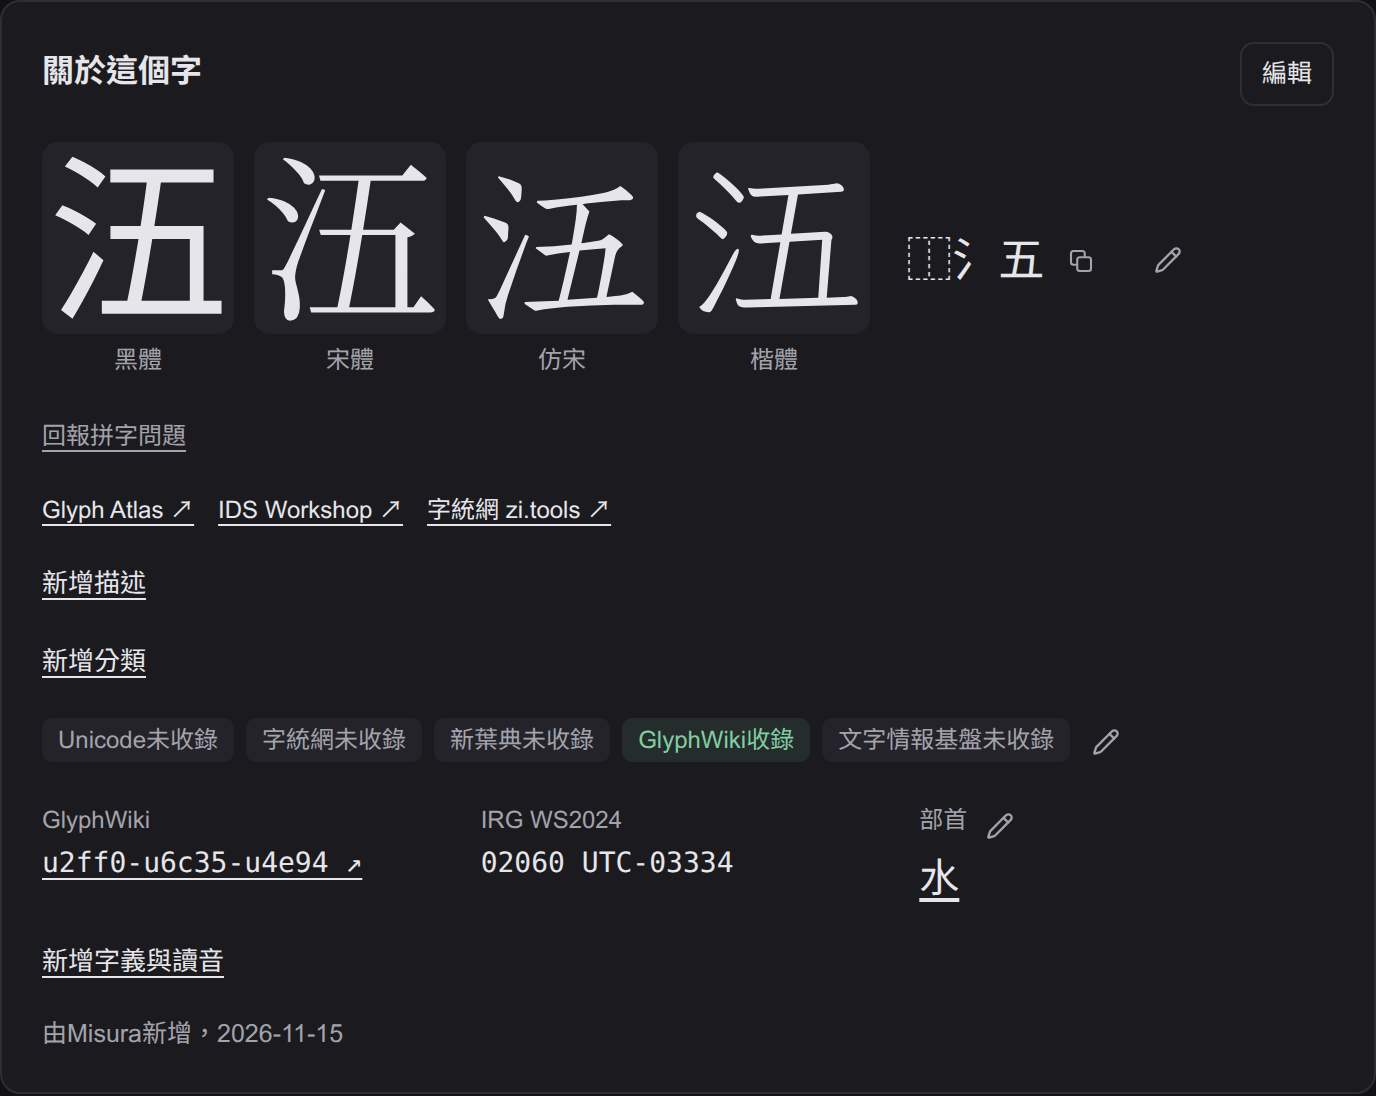 關於這個字
編輯
⿰氵五
黑體
宋體
仿宋
楷體
回報拼字問題
Glyph Atlas ↗ IDS Workshop ↗ 字統網 zi.tools ↗
新增描述
新增分類
Unicode未收錄 字統網未收錄 新葉典未收錄 GlyphWiki收錄 文字情報基盤未收錄
GlyphWiki
u2ff0-u6c35-u4e94 ↗
IRG WS2024
02060 UTC-03334
部首
水
新增字義與讀音
由Misura新增，2026-11-15